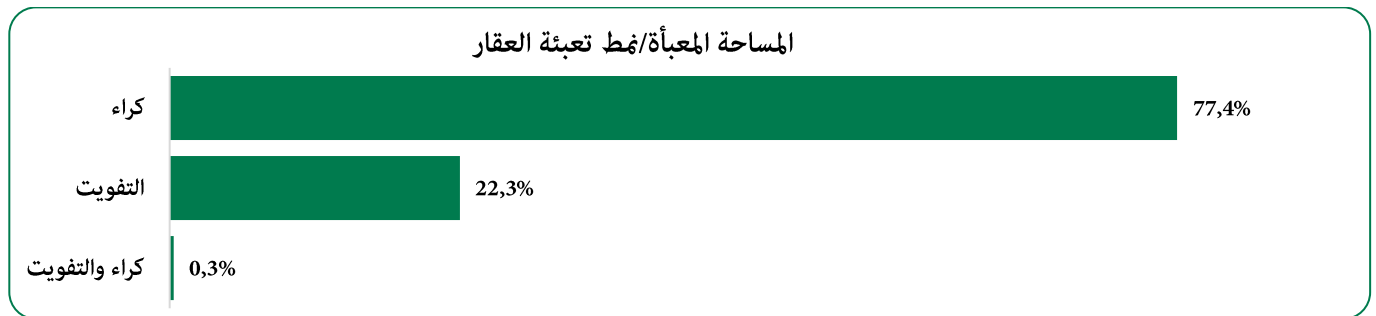 المساحة المعبأة/نمط تعبئة العقار
كراء 77,4%
التفويت 22,3%
كراء والتفويت 0,3%